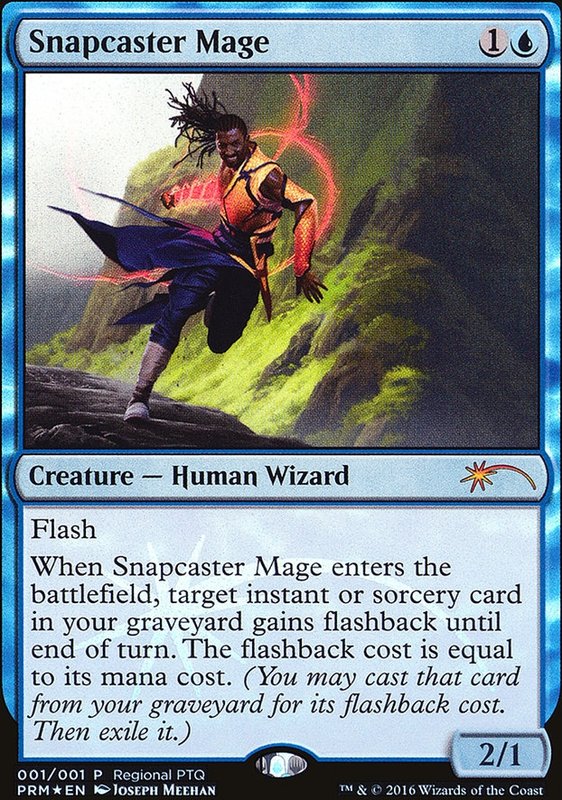 Snapcaster Mage 1
Creature — Human Wizard
Flash
When Snapcaster Mage enters the
battlefield, target instant or sorcery card
in your graveyard gains flashback until
end of turn. The flashback cost is equal
to its mana cost. (You may cast that card
from your graveyard for its flashback cost.
Then exile it.)
2/1
001/001 P Regional PTQ
PRM★EN Joseph Meehan
™ & © 2016 Wizards of the Coast